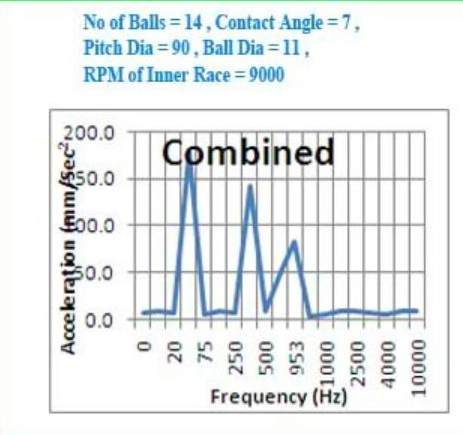 No of Balls = 14 , Contact Angle = 7 ,
Pitch Dia = 90 , Ball Dia = 11 ,
RPM of Inner Race = 9000
Combined
Acceleration (mm/Sec²
200.0
150.0
100.0
50.0
0.0
0
20
75
250
500
953
1000
2500
4000
10000
Frequency (Hz)